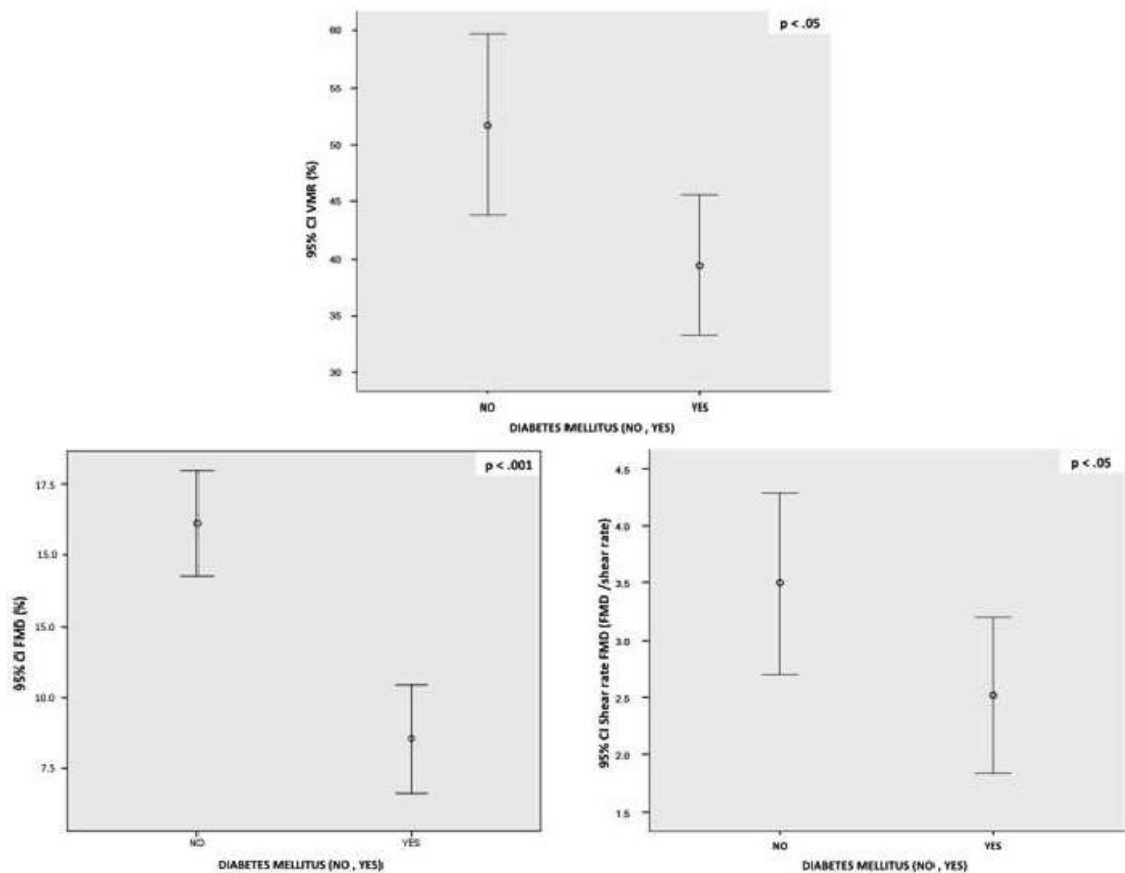 p < .05
95% CI VMR (%)
60
55
50
45
40
35
30
NO
YES
DIABETES MELLITUS (NO , YES)
p < .001
95% CI FMD (%)
17.5
15.0
15.0
10.0
7.5
NO
YES
DIABETES MELLITUS (NO , YES)
p < .05
95% CI Shear rate FMD (FMD /shear rate)
4.5
4.0
3.5
3.0
2.5
2.0
1.5
NO
YES
DIABETES MELLITUS (NO , YES)